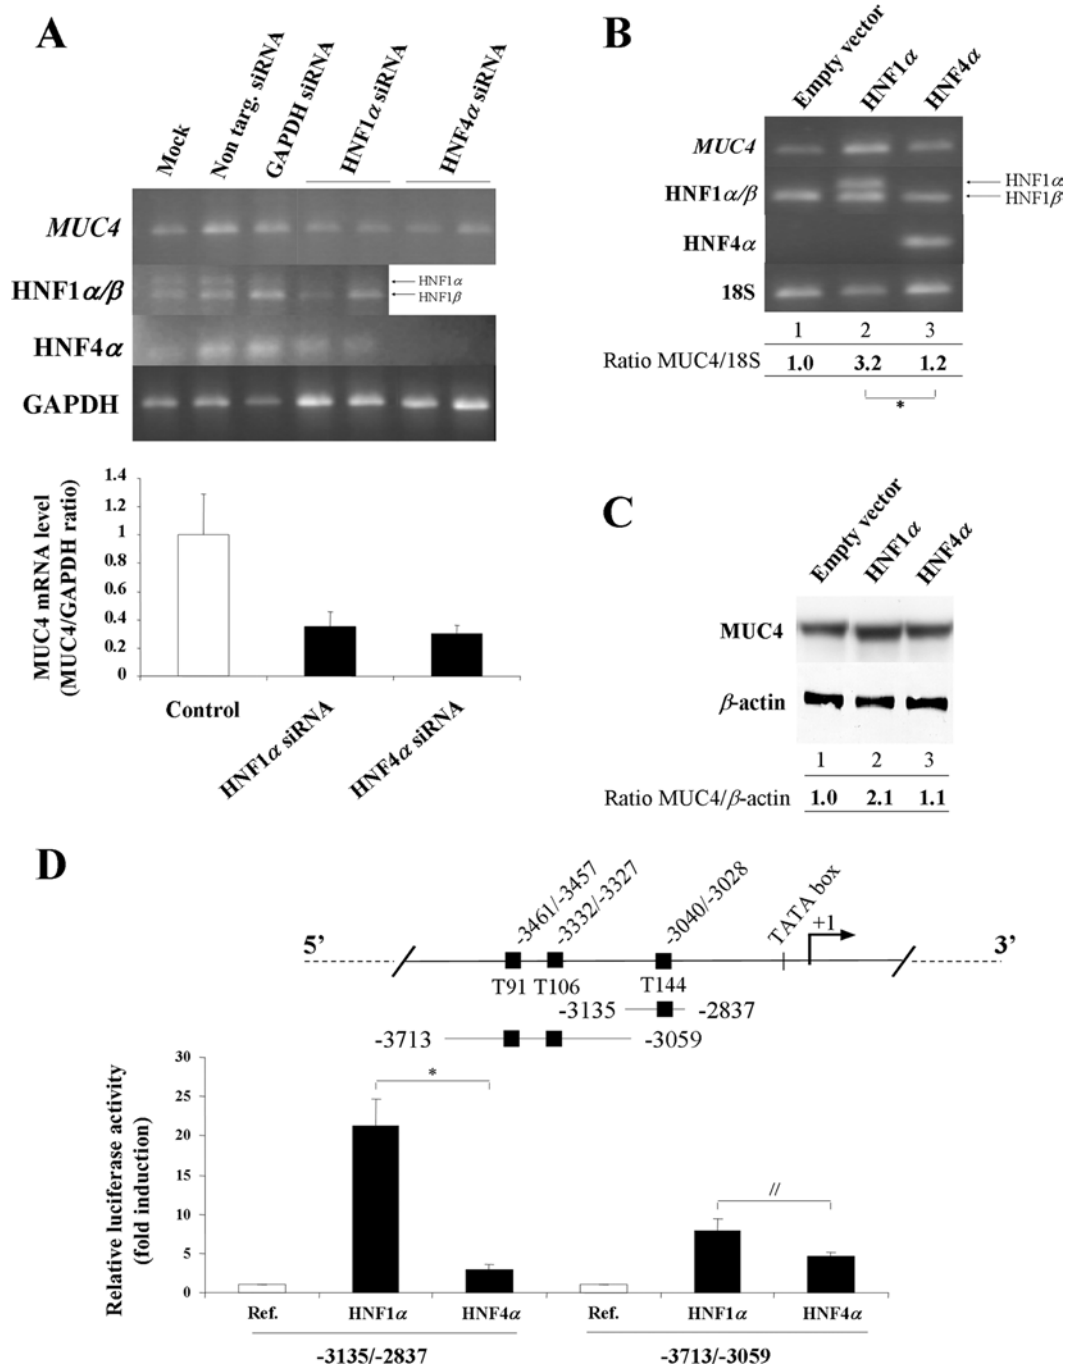 A
Mock
Non targ. siRNA
GAPDH siRNA
HNF1α siRNA
HNF4α siRNA
MUC4
HNF1α/β
HNF1α
HNF1β
HNF4α
GAPDH
MUC4 mRNA level
(MUC4/GAPDH ratio)
1.4
1.2
1
0.8
0.6
0.4
0.2
0
Control
HNF1α siRNA
HNF4α siRNA
B
Empty vector
HNF1α
HNF4α
MUC4
HNF1α/β
HNF1α
HNF1β
HNF4α
18S
1 2 3
Ratio MUC4/18S 1.0 3.2 1.2
*
C
Empty vector
HNF1α
HNF4α
MUC4
β-actin
1 2 3
Ratio MUC4/β-actin 1.0 2.1 1.1
D
-3461/-3457
-3332/-3327
-3040/-3028
TATA box
+1
5’
3’
T91 T106 T144
-3135 -2837
-3713 -3059
Relative luciferase activity
(fold induction)
30
25
20
15
10
5
0
*
//
Ref. HNF1α HNF4α Ref. HNF1α HNF4α
-3135/-2837 -3713/-3059